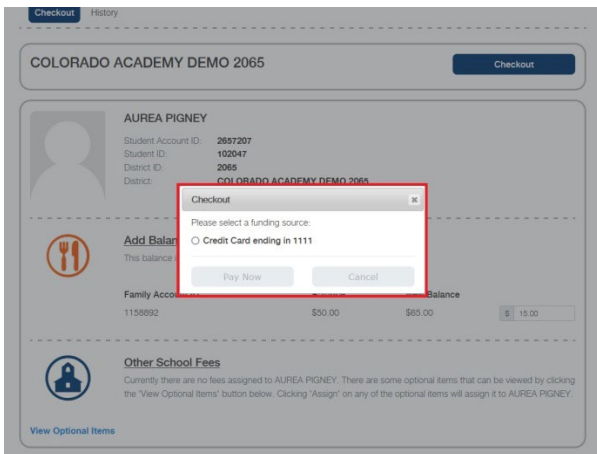 Checkout History
COLORADO ACADEMY DEMO 2065 Checkout
AUREA PIGNEY
Student Account ID: 2657207
Student ID: 102047
District ID: 2065
District: COLORADO ACADEMY DEMO 2065
Checkout
Please select a funding source:
Credit Card ending in 1111
Pay Now Cancel
Add Balan
This balance
Family Accou Balance
1158892 $50.00 $65.00 $ 15.00
Other School Fees
Currently there are no fees assigned to AUREA PIGNEY. There are some optional items that can be viewed by clicking
the 'View Optional Items' button below. Clicking 'Assign' on any of the optional items will assign it to AUREA PIGNEY.
View Optional Items